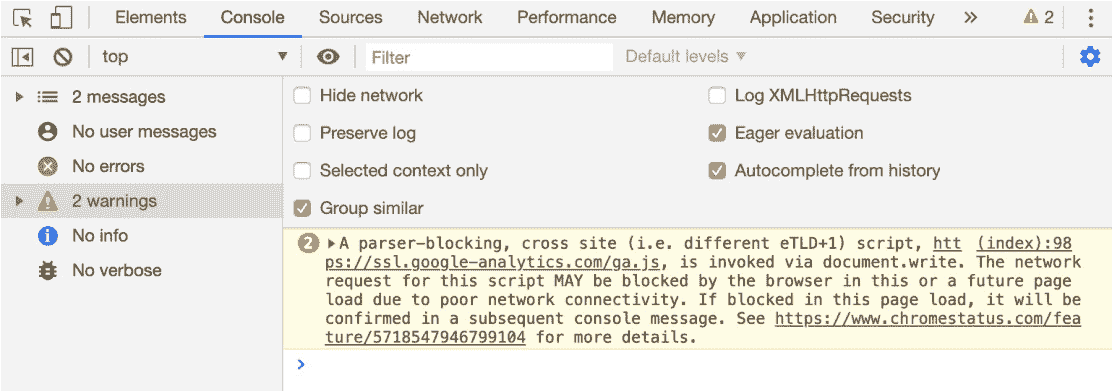 Elements Console Sources Network Performance Memory Application Security » 2
top Filter Default levels
2 messages
No user messages
No errors
2 warnings
No info
No verbose
Hide network Log XMLHttpRequests
Preserve log Eager evaluation
Selected context only Autocomplete from history
Group similar
2 A parser-blocking, cross site (i.e. different eTLD+1) script, htt (index):98
ps://ssl.google-analytics.com/ga.js, is invoked via document.write. The network
request for this script MAY be blocked by the browser in this or a future page
load due to poor network connectivity. If blocked in this page load, it will be
confirmed in a subsequent console message. See https://www.chromestatus.com/fea
ture/5718547946799104 for more details.